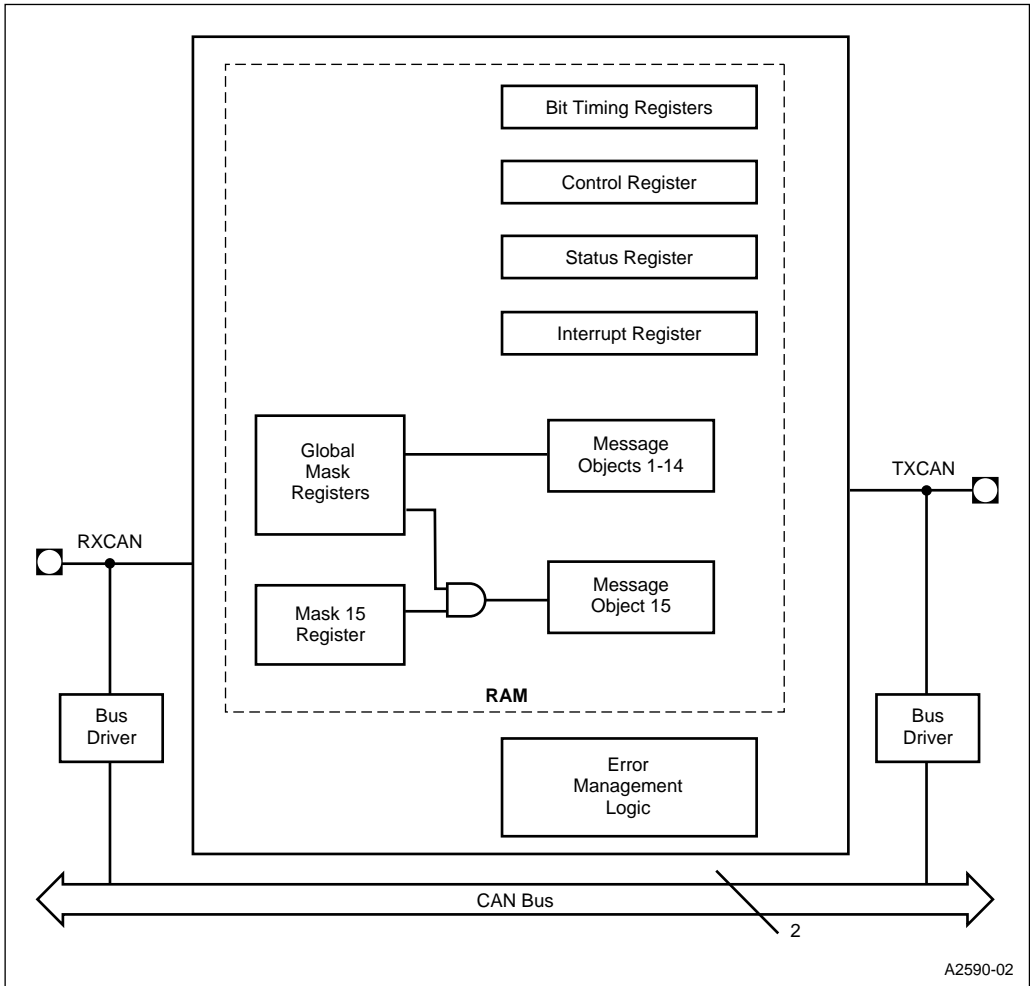 Bit Timing Registers
Control Register
Status Register
Interrupt Register
Global
Mask
Registers
Message
Objects 1-14
TXCAN
RXCAN
Mask 15
Register
Message
Object 15
RAM
Bus
Driver
Bus
Driver
Error
Management
Logic
CAN Bus
2
A2590-02